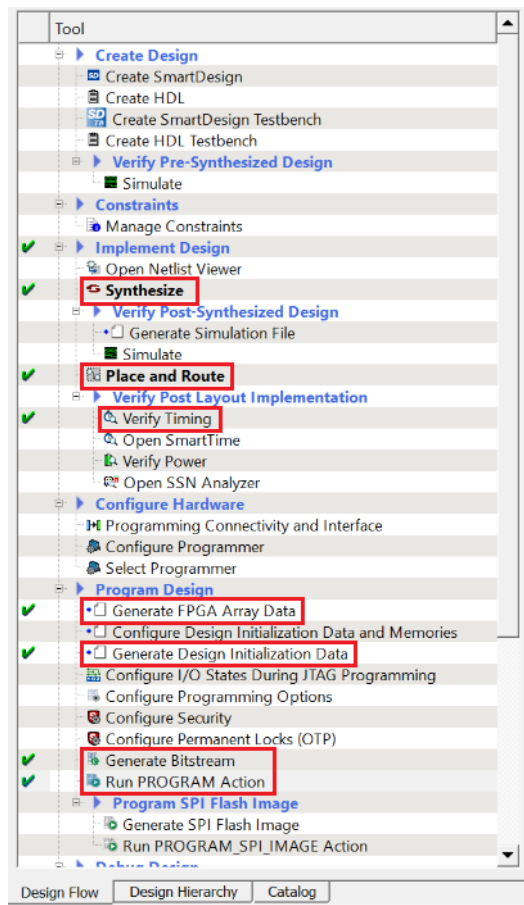 Tool
Create Design
Create SmartDesign
Create HDL
Create SmartDesign Testbench
Create HDL Testbench
Verify Pre-Synthesized Design
Simulate
Constraints
Manage Constraints
Implement Design
Open Netlist Viewer
Synthesize
Verify Post-Synthesized Design
Generate Simulation File
Simulate
Place and Route
Verify Post Layout Implementation
Verify Timing
Open SmartTime
Verify Power
Open SSN Analyzer
Configure Hardware
Programming Connectivity and Interface
Configure Programmer
Select Programmer
Program Design
Generate FPGA Array Data
Configure Design Initialization Data and Memories
Generate Design Initialization Data
Configure I/O States During JTAG Programming
Configure Programming Options
Configure Security
Configure Permanent Locks (OTP)
Generate Bitstream
Run PROGRAM Action
Program SPI Flash Image
Generate SPI Flash Image
Run PROGRAM_SPI_IMAGE Action
Debug Design
Design Flow Design Hierarchy Catalog